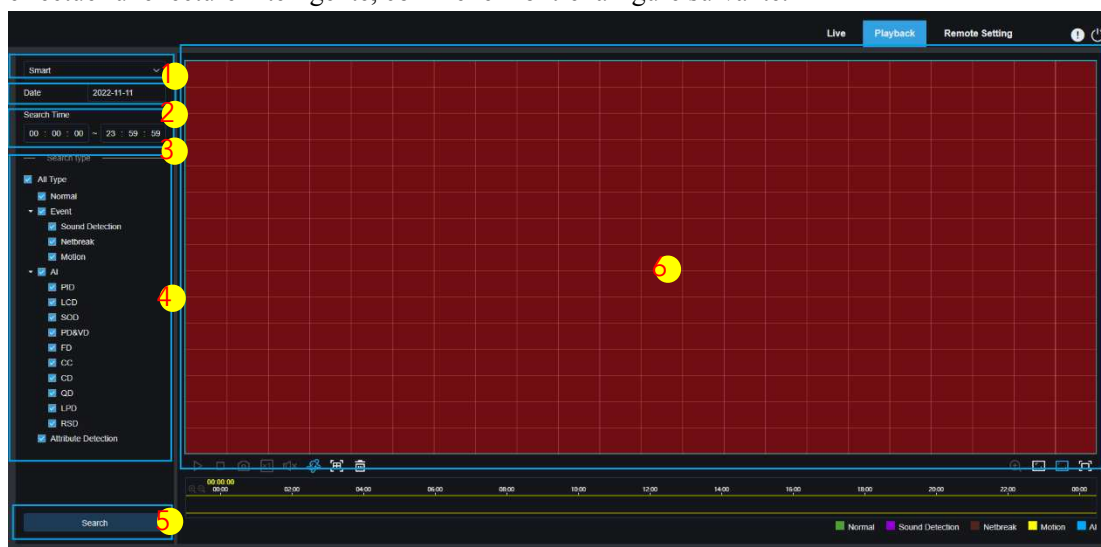 Live Playback Remote Setting
Smart
1
Date 2022-11-11
2
Search Time
00 : 00 : 00 ~ 23 : 59 : 59
3
Search Type
All Type
Normal
Event
Sound Detection
Netbreak
Motion
AI
PID
LCD
4
SOD
PD&VD
FD
CC
CD
QD
LPD
RSD
Attribute Detection
6
x1
00:00:00
00:00 02:00 04:00 06:00 08:00 10:00 12:00 14:00 16:00 18:00 20:00 22:00 00:00
Search
5
Normal Sound Detection Netbreak Motion AI